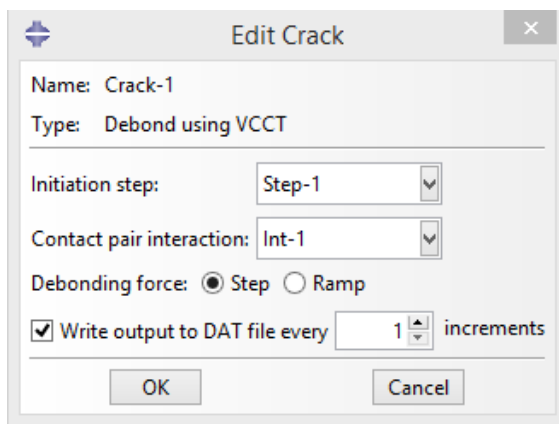 Edit Crack
Name: Crack-1
Type: Debond using VCCT
Initiation step: Step-1
Contact pair interaction: Int-1
Debonding force: Step Ramp
Write output to DAT file every 1 increments
OK Cancel